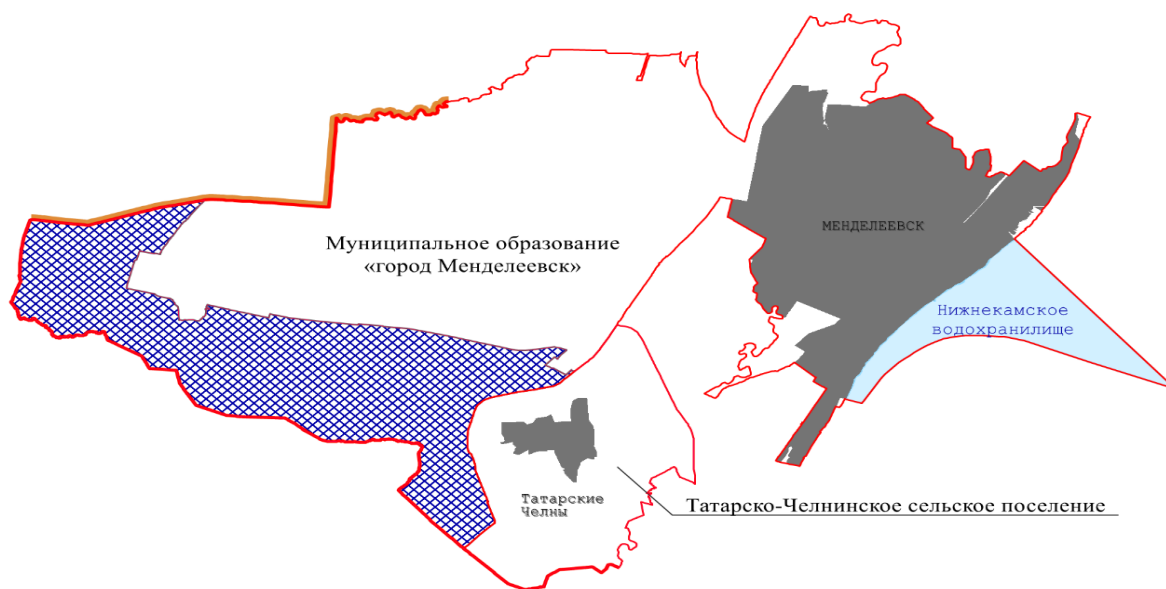 Муниципальное образование
«город Менделеевск»
МЕНДЕЛЕЕВСК
Нижнекамское
водохранилище
Татарские
Челны
Татарско-Челнинское сельское поселение